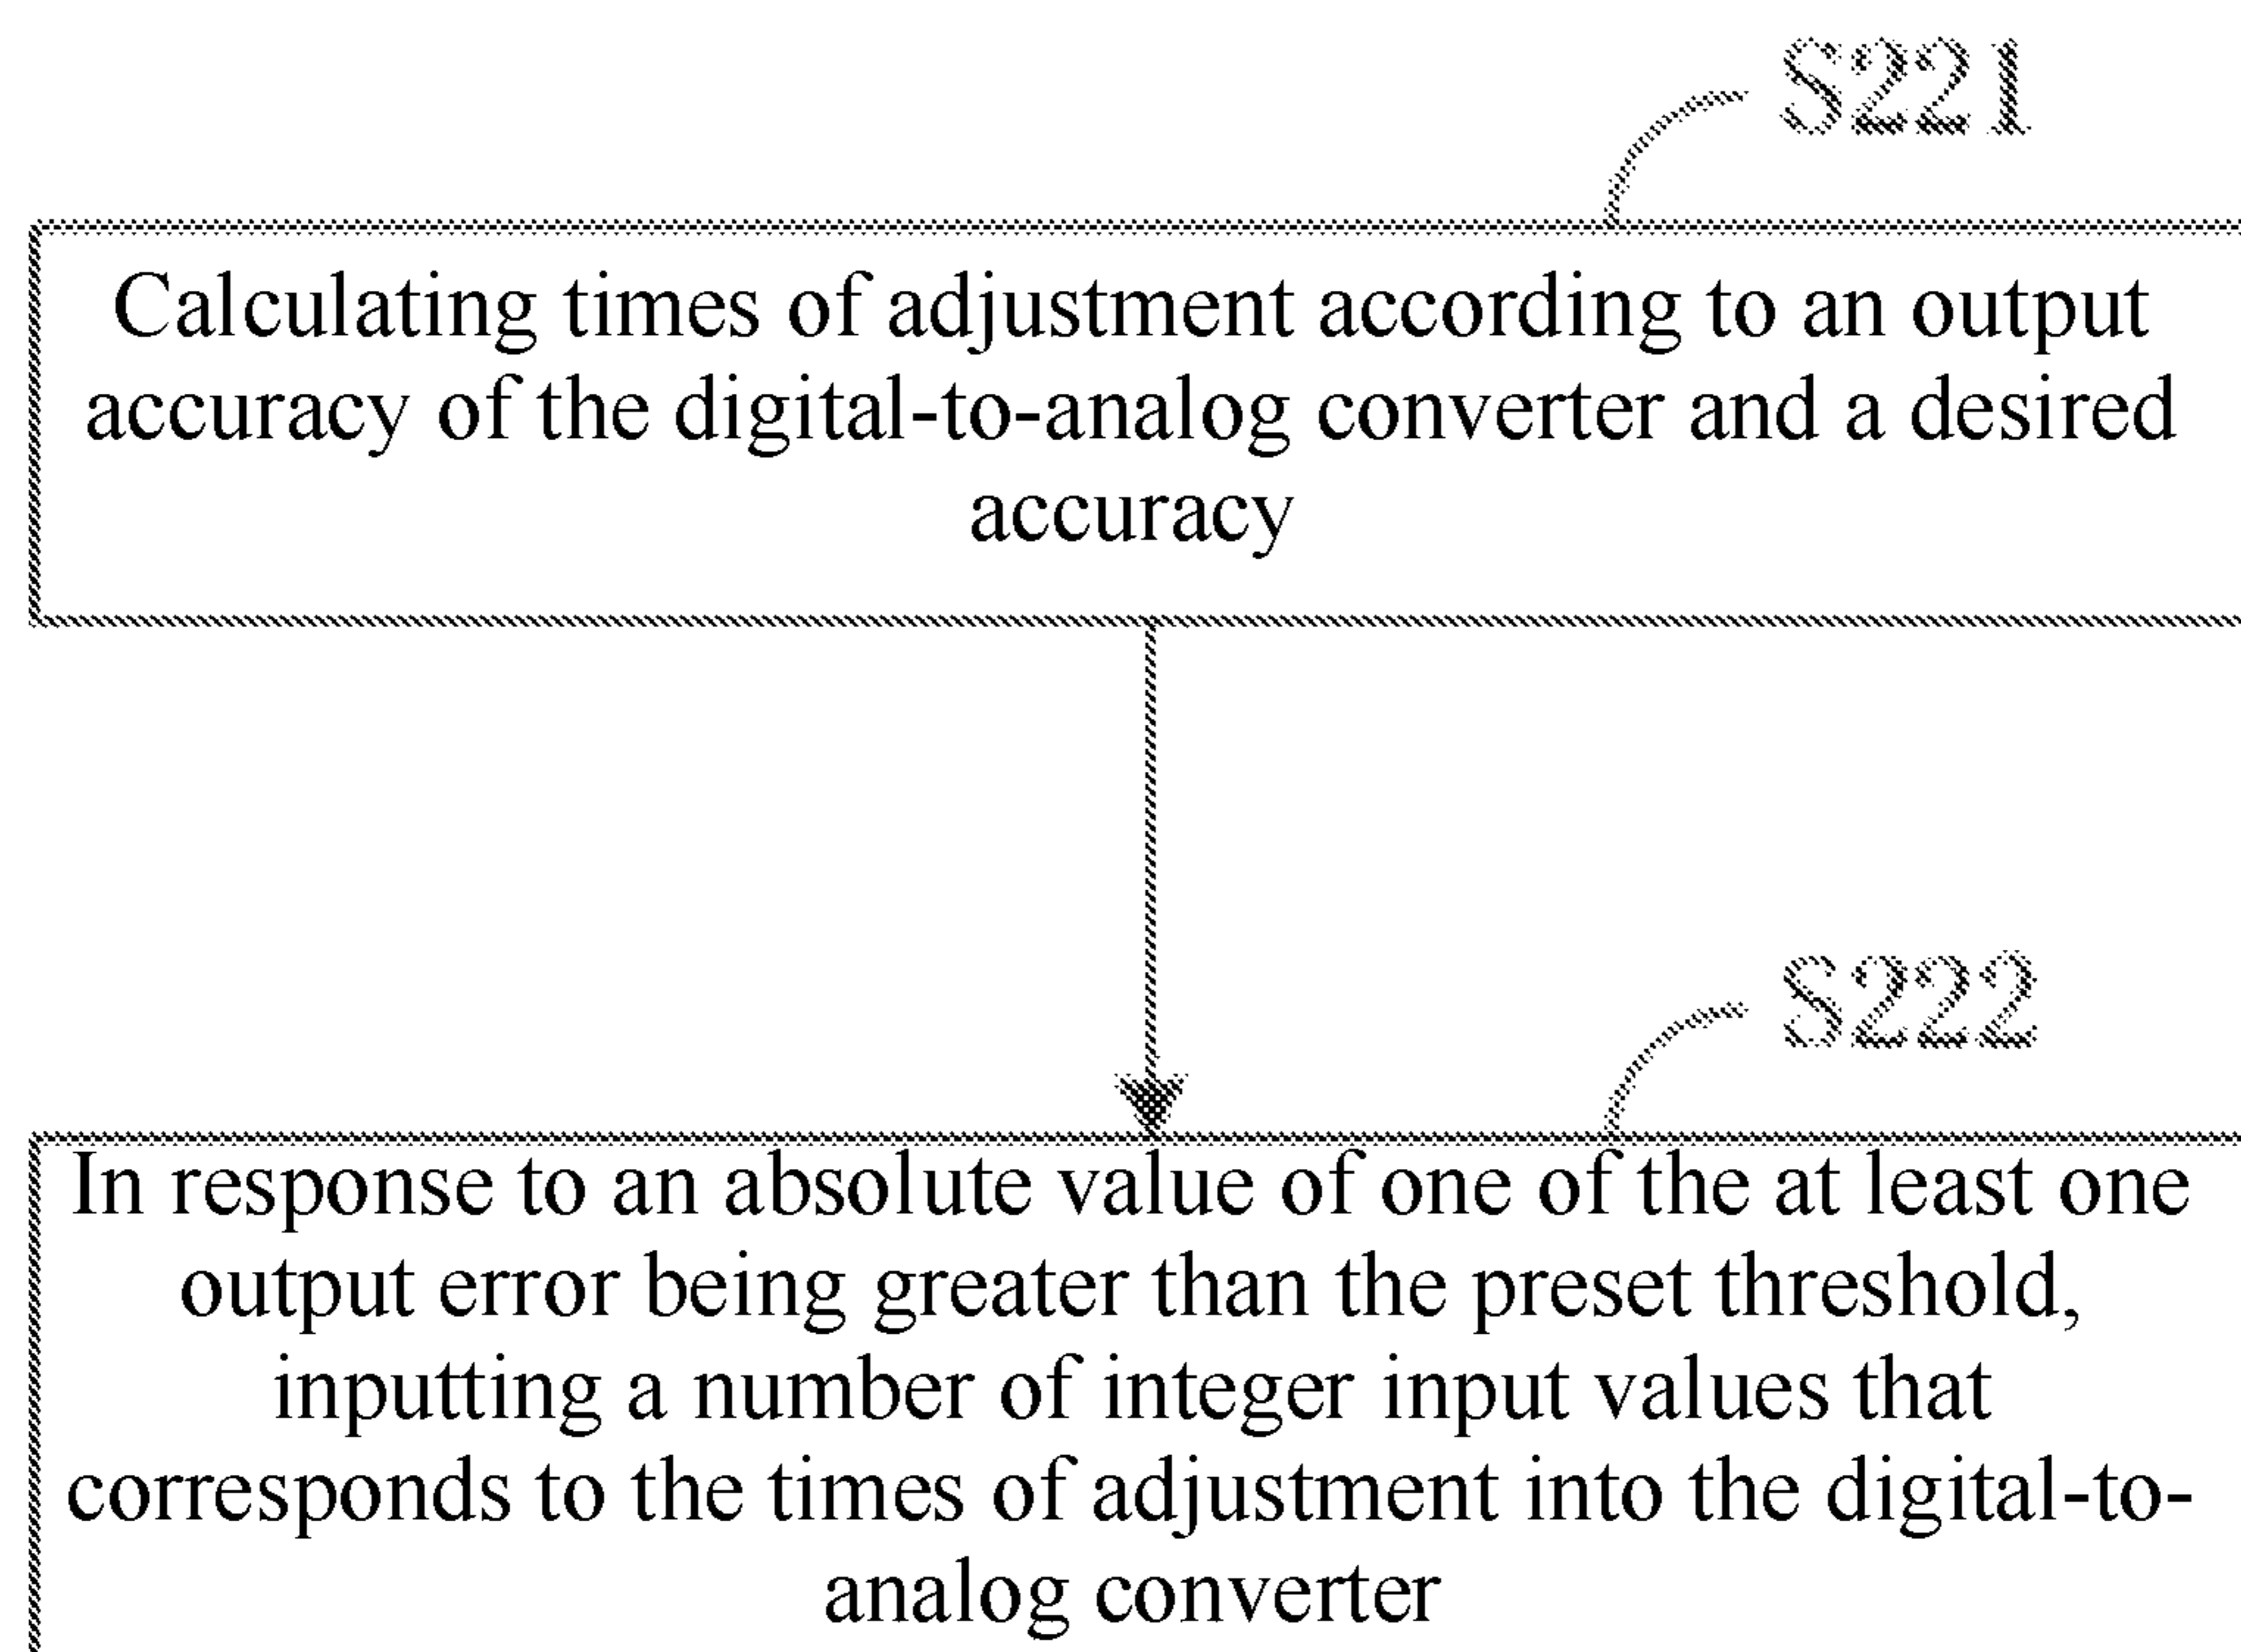 S221
Calculating times of adjustment according to an output
accuracy of the digital-to-analog converter and a desired
accuracy
S222
In response to an absolute value of one of the at least one
output error being greater than the preset threshold,
inputting a number of integer input values that
corresponds to the times of adjustment into the digital-to-
analog converter